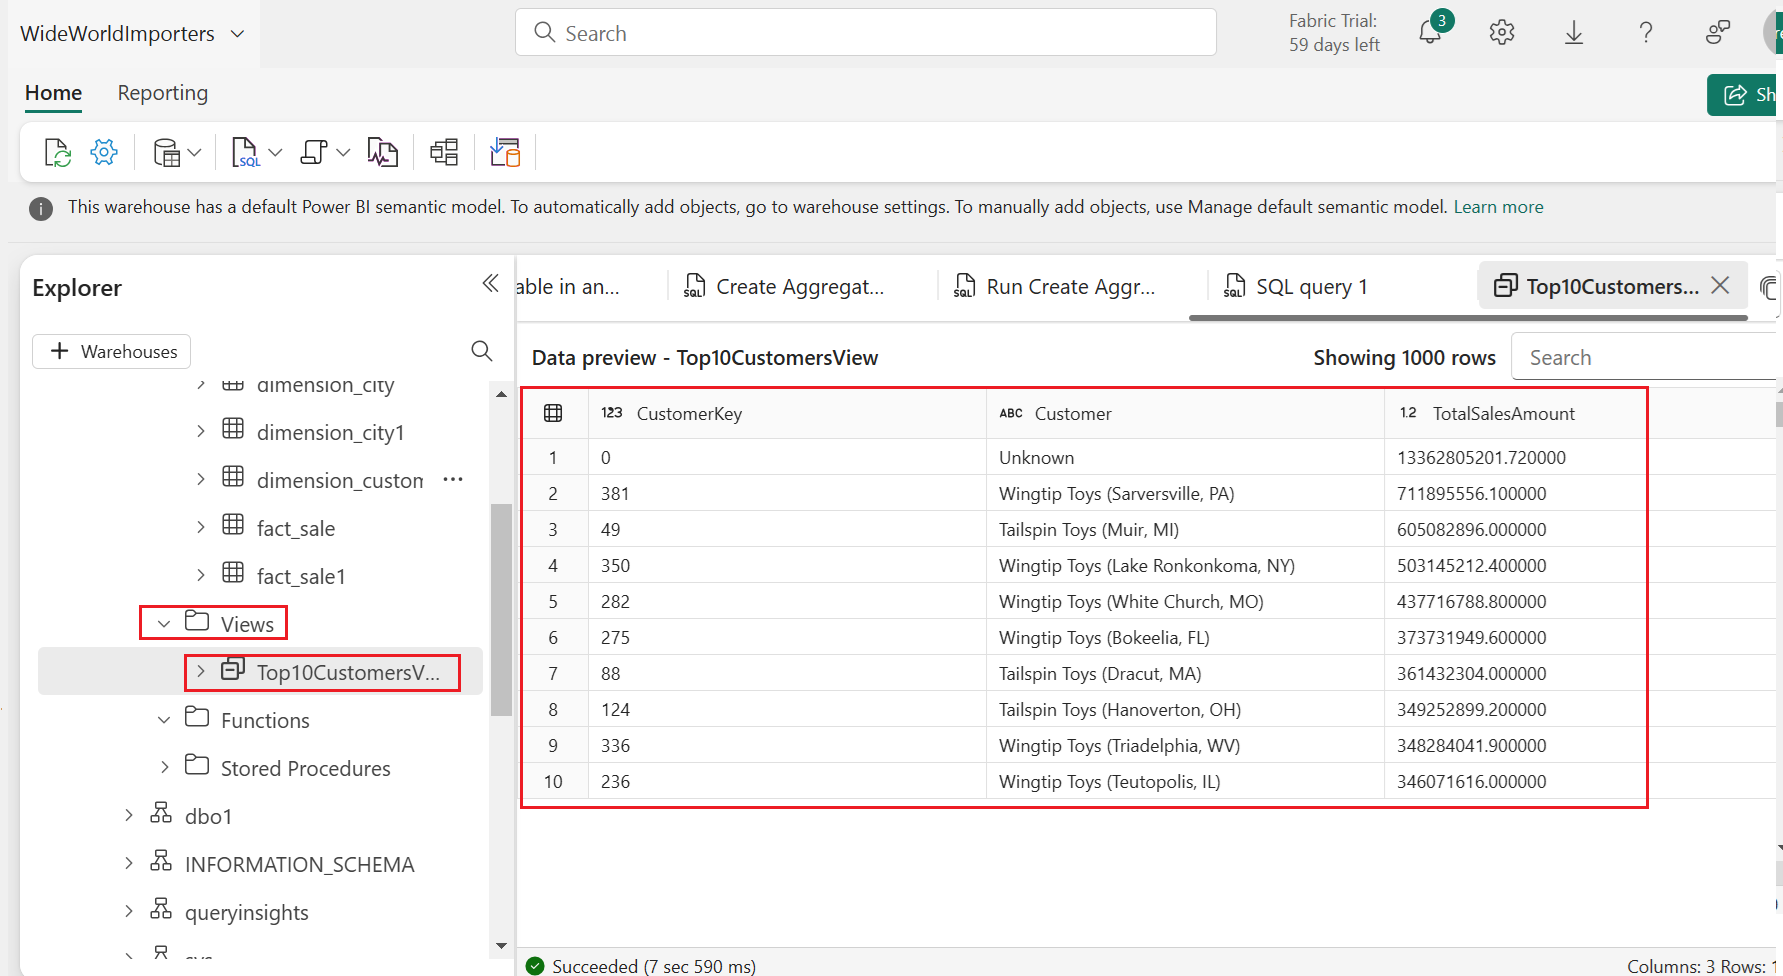 WideWorldImporters
Search
Fabric Trial:
59 days left
3
Home
Reporting
Sh
SQL
This warehouse has a default Power BI semantic model. To automatically add objects, go to warehouse settings. To manually add objects, use Manage default semantic model. Learn more
Explorer
+ Warehouses
dimension_city
dimension_city1
dimension_custom ...
fact_sale
fact_sale1
Views
Top10CustomersV...
Functions
Stored Procedures
dbo1
INFORMATION_SCHEMA
queryinsights
sys
able in an...
SQL Create Aggregat...
SQL Run Create Aggr...
SQL SQL query 1
Top10Customers...
Data preview - Top10CustomersView
Showing 1000 rows
Search
123 CustomerKey ABC Customer 1.2 TotalSalesAmount
1 0 Unknown 13362805201.720000
2 381 Wingtip Toys (Sarversville, PA) 711895556.100000
3 49 Tailspin Toys (Muir, MI) 605082896.000000
4 350 Wingtip Toys (Lake Ronkonkoma, NY) 503145212.400000
5 282 Wingtip Toys (White Church, MO) 437716788.800000
6 275 Wingtip Toys (Bokeelia, FL) 373731949.600000
7 88 Tailspin Toys (Dracut, MA) 361432304.000000
8 124 Tailspin Toys (Hanoverton, OH) 349252899.200000
9 336 Wingtip Toys (Triadelphia, WV) 348284041.900000
10 236 Wingtip Toys (Teutopolis, IL) 346071616.000000
Succeeded (7 sec 590 ms)
Columns: 3 Rows: 1